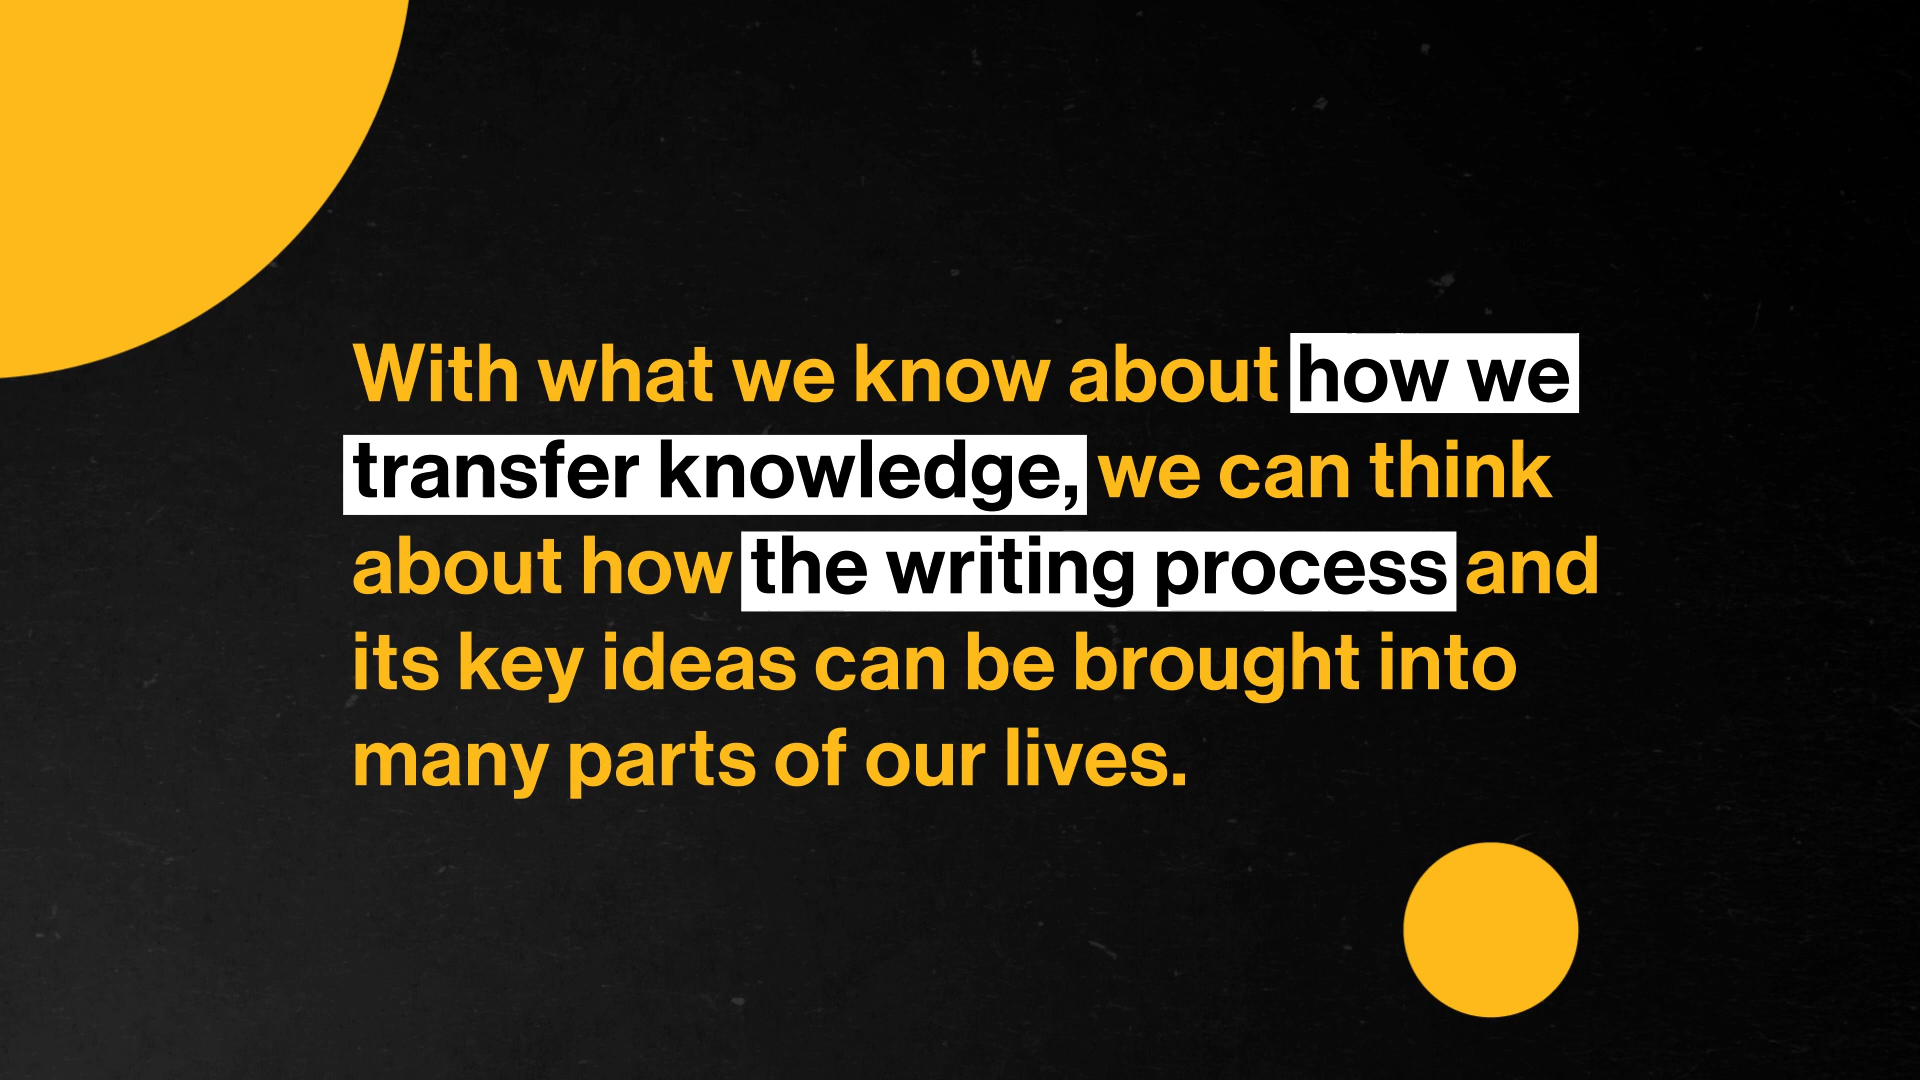 With what we know about how we
transfer knowledge, we can think
about how the writing process and
its key ideas can be brought into
many parts of our lives.